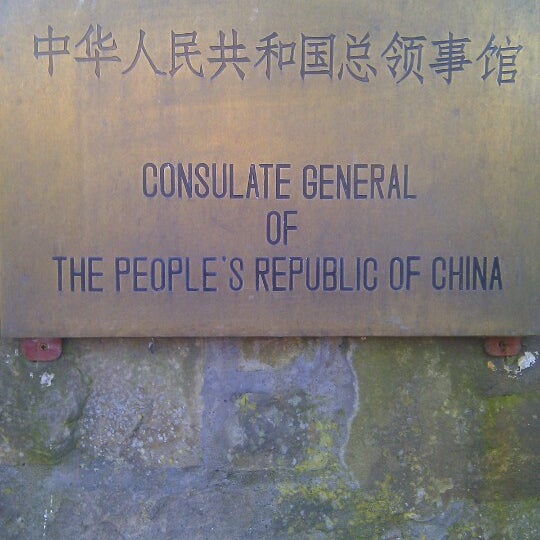 中华人民共和国总领事馆
CONSULATE GENERAL
OF
THE PEOPLE'S REPUBLIC OF CHINA